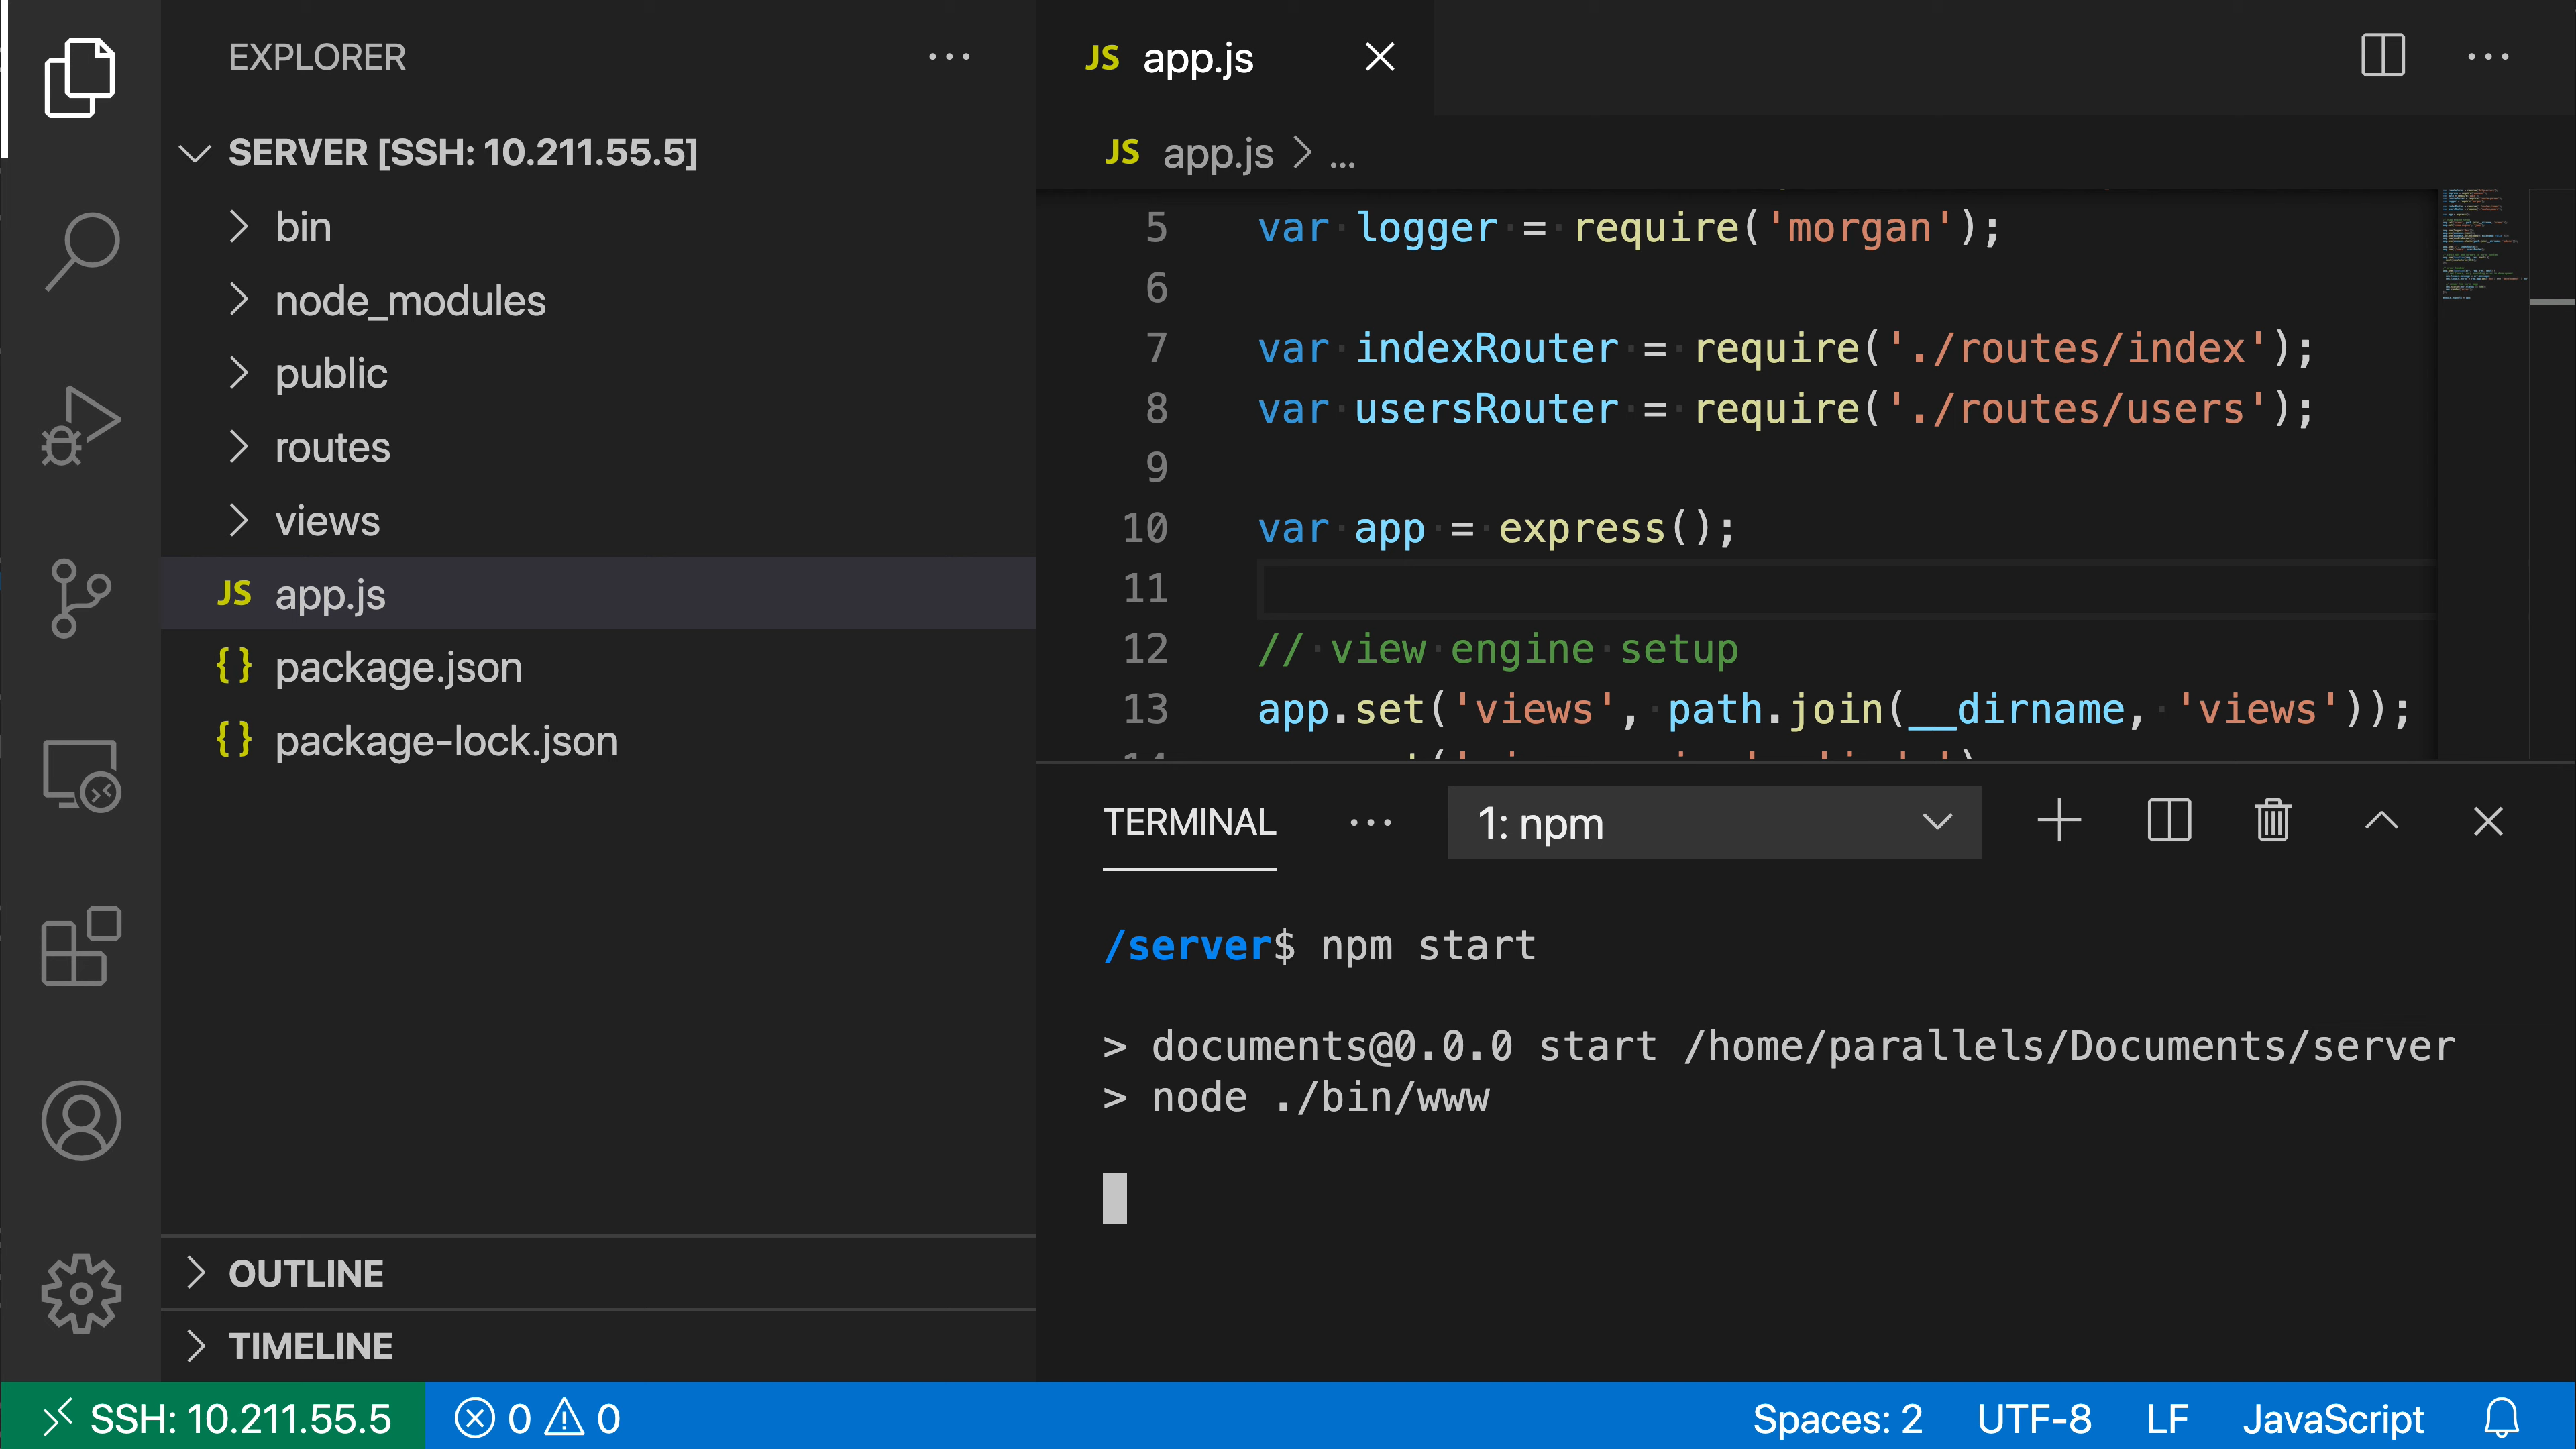 EXPLORER
SERVER [SSH: 10.211.55.5]
bin
node_modules
public
routes
views
JS app.js
{} package.json
{} package-lock.json
OUTLINE
TIMELINE
JS app.js
JS app.js > ...
5 var logger = require('morgan');
6
7 var indexRouter = require('./routes/index');
8 var usersRouter = require('./routes/users');
9
10 var app = express();
11
12 // view engine setup
13 app.set('views', path.join(__dirname, 'views'));
TERMINAL
1: npm
/server$ npm start
> documents@0.0.0 start /home/parallels/Documents/server
> node ./bin/www
SSH: 10.211.55.5
0 0
Spaces: 2
UTF-8
LF
JavaScript